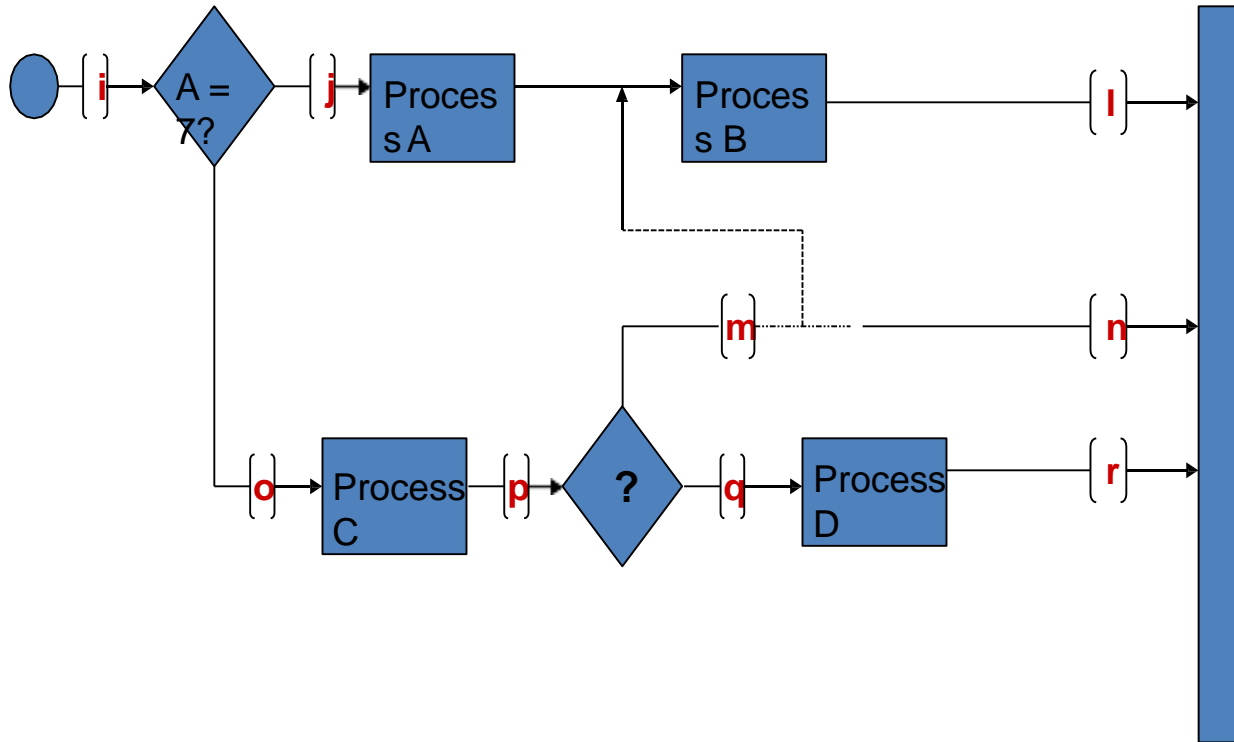 i
A =
7?
j
Proces
s A
Proces
s B
l
m
n
o
Process
C
p
?
q
Process
D
r